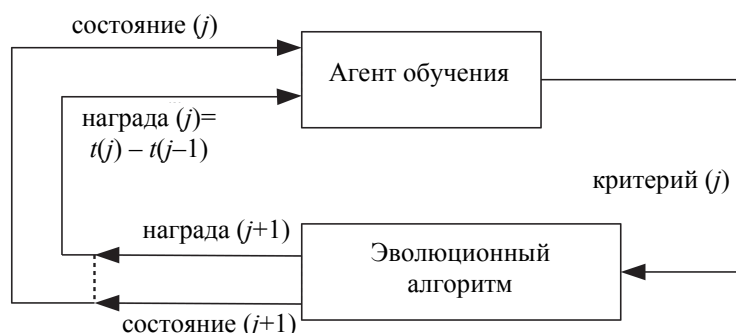 состояние (j)
Агент обучения
награда (j)=
t(j) – t(j–1)
критерий (j)
награда (j+1)
Эволюционный
алгоритм
состояние (j+1)